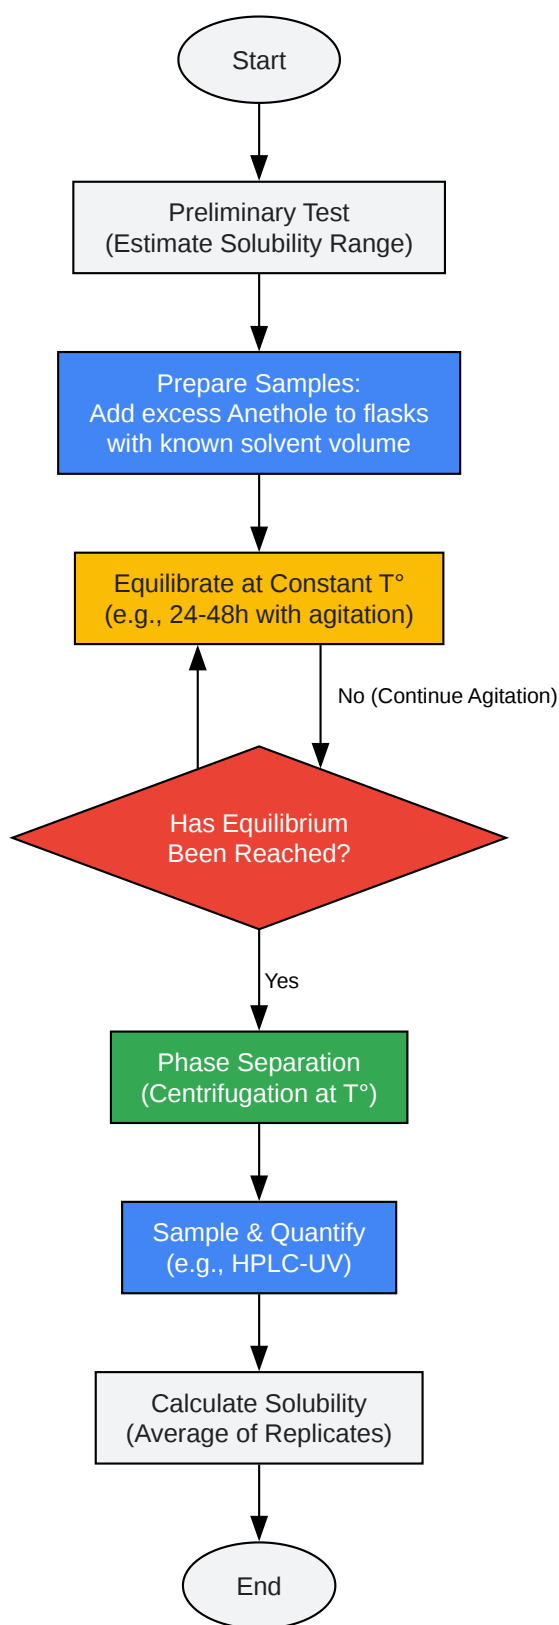 Start
Preliminary Test
(Estimate Solubility Range)
Prepare Samples:
Add excess Anethole to flasks
with known solvent volume
Equilibrate at Constant T°
(e.g., 24-48h with agitation)
No (Continue Agitation)
Has Equilibrium
Been Reached?
Yes
Phase Separation
(Centrifugation at T°)
Sample & Quantify
(e.g., HPLC-UV)
Calculate Solubility
(Average of Replicates)
End